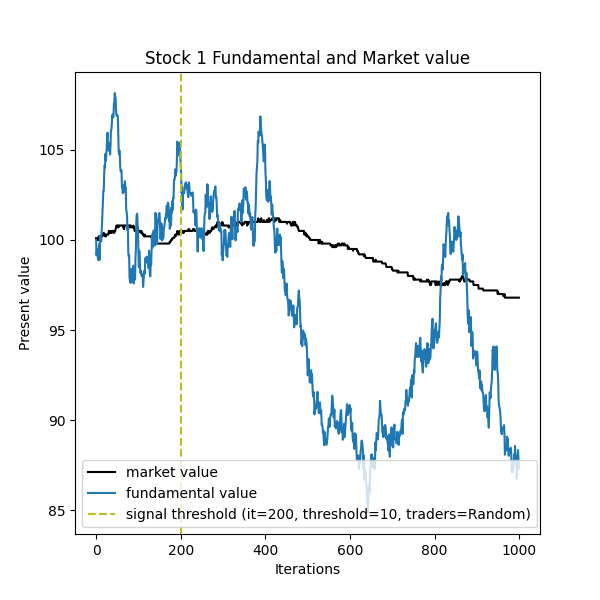 Stock 1 Fundamental and Market value
Present value
105
100
95
90
85
market value
fundamental value
signal threshold (it=200, threshold=10, traders=Random)
0 200 400 600 800 1000
Iterations